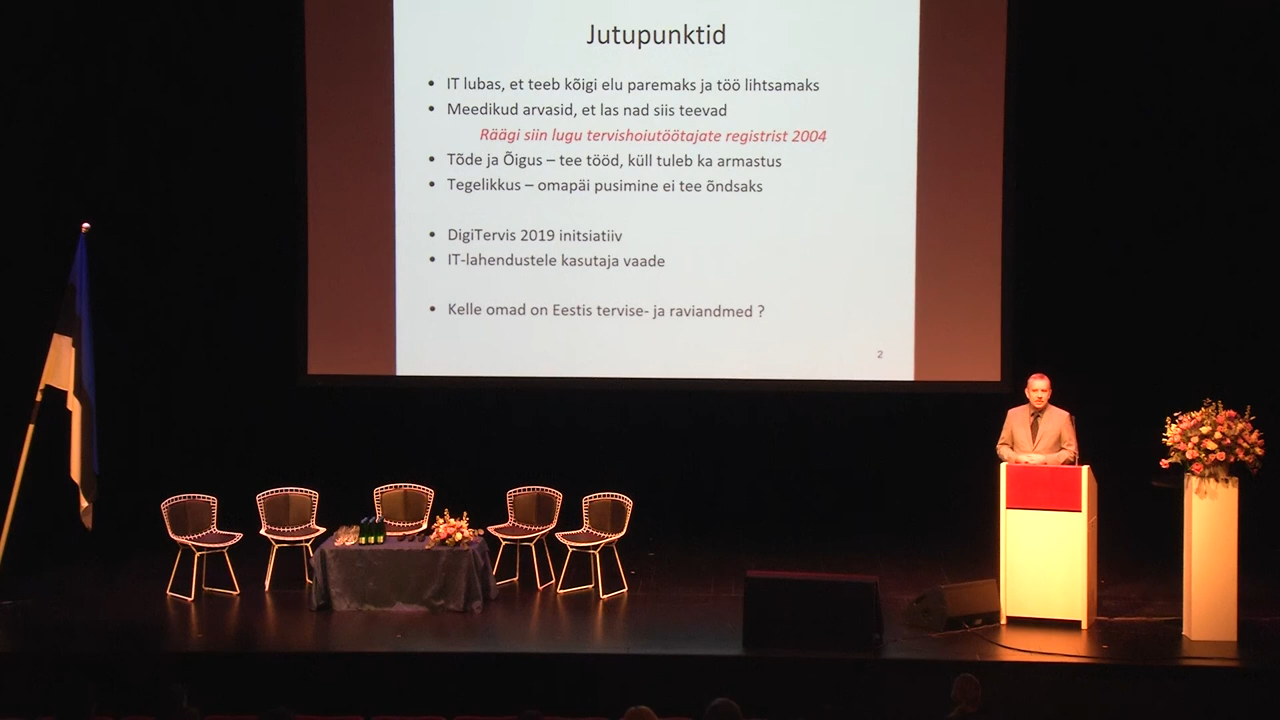 Jutupunktid
• IT lubas, et teeb kõigi elu paremaks ja töö lihtsamaks
• Meedikud arvasid, et las nad siis teevad
Räägi siin lugu tervishoiutöötajate registrist 2004
• Tõde ja Õigus – tee tööd, küll tuleb ka armastus
• Tegelikkus – omapäi pusimine ei tee õndsaks
• DigiTervis 2019 initsiatiiv
• IT-lahendustele kasutaja vaade
• Kelle omad on Eestis tervise- ja raviandmed ?
2